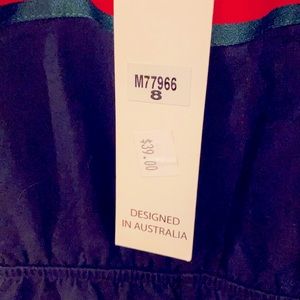 M77966
8
$39.00
DESIGNED
IN AUSTRALIA